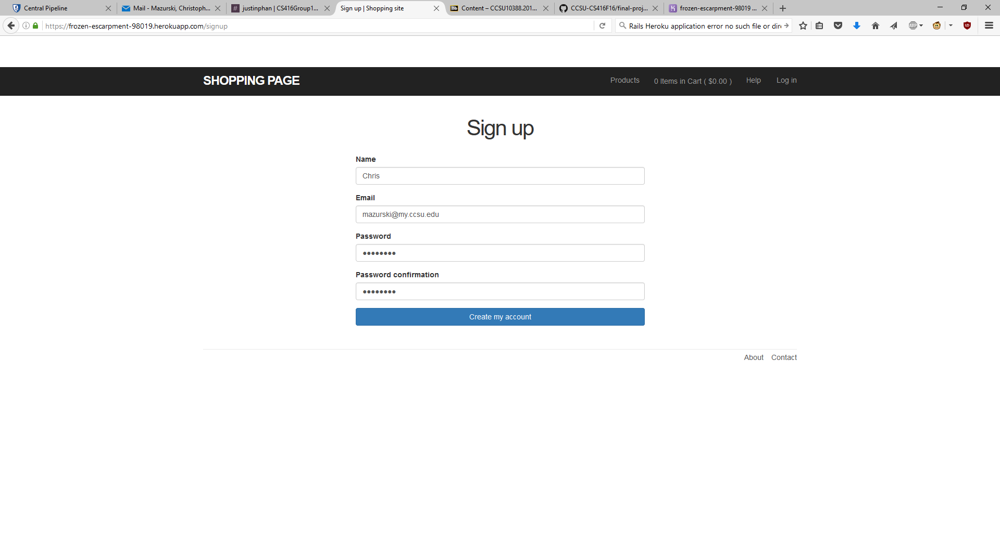 Central Pipeline
Mail - Mazurski, Christoph...
justinphan | CS416Group1...
Sign up | Shopping site
Content – CCSU10388.201...
CCSU-CS416F16/final-proj...
frozen-escarpment-98019 ...
https://frozen-escarpment-98019.herokuapp.com/signup
Rails Heroku application error no such file or dire
SHOPPING PAGE
Products
0 Items in Cart ( $0.00 )
Help
Log in
Sign up
Name
Chris
Email
mazurski@my.ccsu.edu
Password
Password confirmation
Create my account
About
Contact